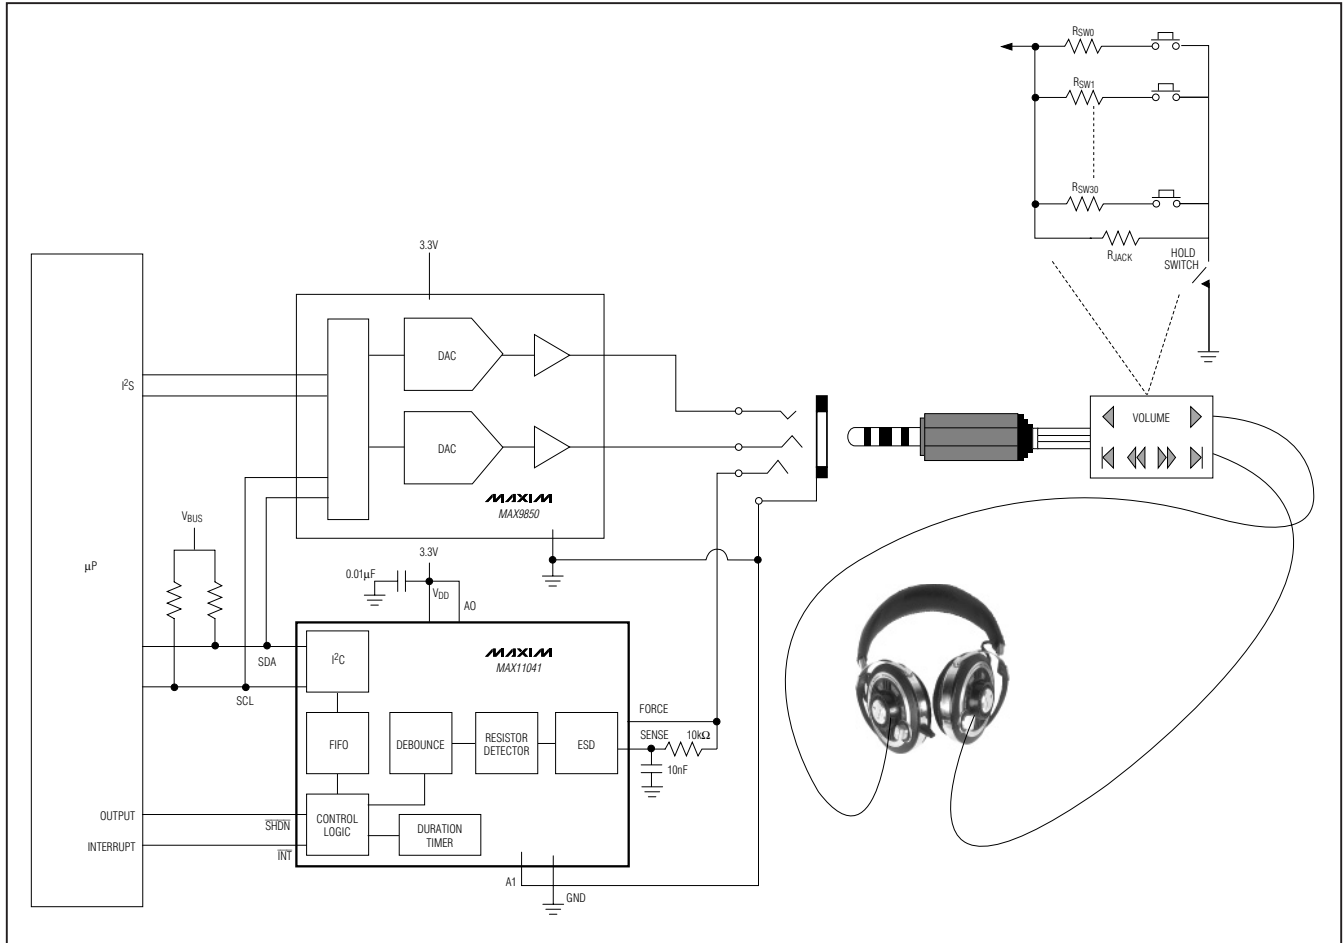 RSW0
RSW1
RSW30
RJACK
HOLD
SWITCH
3.3V
DAC
I²S
DAC
VOLUME
MAXIM
MAX9850
VBUS
µP
3.3V
0.01µF
VDD
A0
I²C
MAXIM
MAX11041
SDA
SCL
FORCE
FIFO
DEBOUNCE
RESISTOR
DETECTOR
ESD
SENSE
10kΩ
10nF
OUTPUT
SHDN
CONTROL
LOGIC
DURATION
TIMER
INTERRUPT
INT
A1
GND